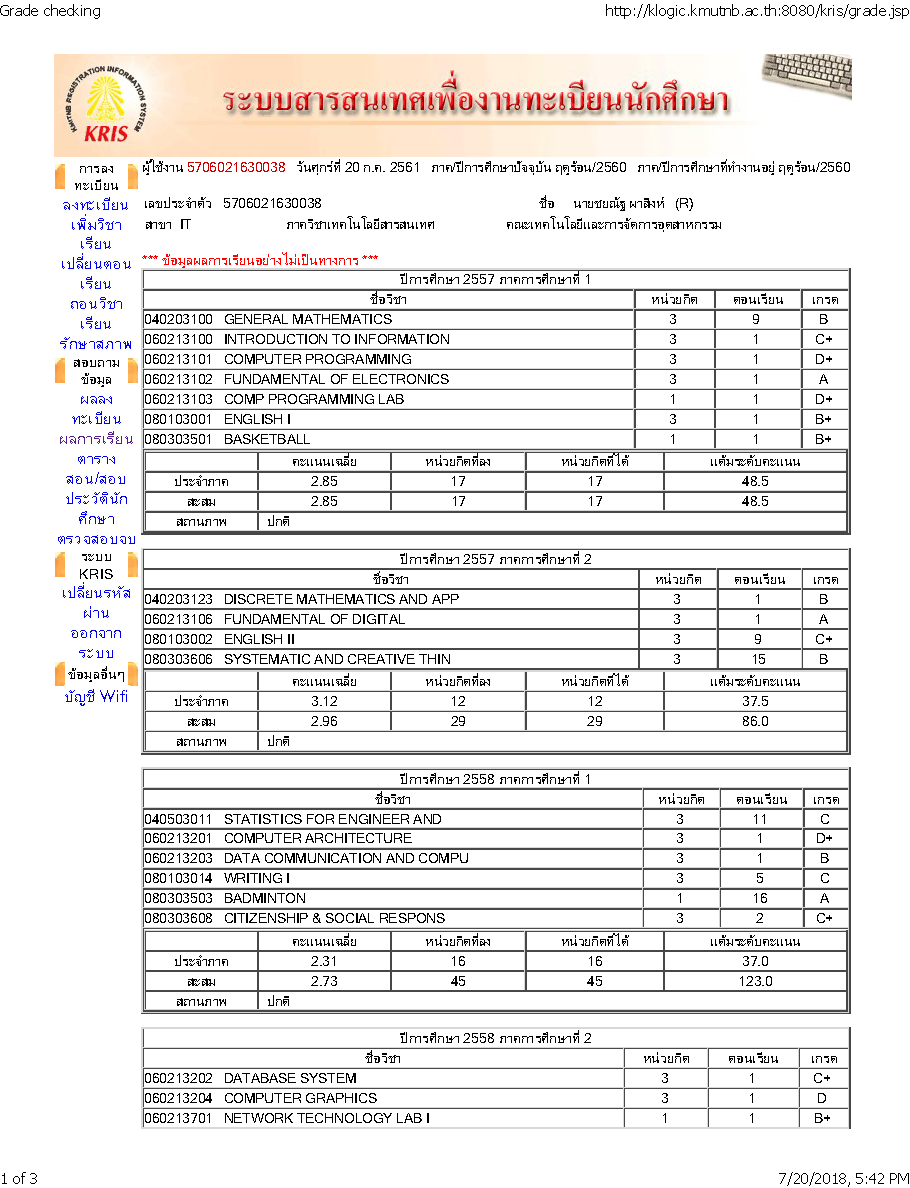 Grade checking http://klogic.kmutnb.ac.th:8080/kris/grade.jsp
KMITNB REGISTRATION INFORMATION SYSTEM
KRIS
ระบบสารสนเทศเพื่องานทะเบียนนักศึกษา
การลง
ทะเบียน
ลงทะเบียน
เพิ่มวิชา
เรียน
เปลี่ยนตอน
เรียน
ถอนวิชา
เรียน
รักษาสภาพ
สอบถาม
ข้อมูล
ผลลง
ทะเบียน
ผลการเรียน
ตาราง
สอน/สอบ
ประวัตินัก
ศึกษา
ตรวจสอบจบ
ระบบ
KRIS
เปลี่ยนรหัส
ผ่าน
ออกจาก
ระบบ
ข้อมูลอื่นๆ
บัญชี Wifi
ผู้ใช้งาน 5706021630038 วันศุกร์ที่ 20 ก.ค. 2561 ภาค/ปีการศึกษาปัจจุบัน ฤดูร้อน/2560 ภาค/ปีการศึกษาที่ทำงานอยู่ ฤดูร้อน/2560
เลขประจำตัว 5706021630038 ชื่อ นายชยณัฐ ผาสิงห์ (R)
สาขา IT ภาควิชาเทคโนโลยีสารสนเทศ คณะเทคโนโลยีและการจัดการอุตสาหกรรม
*** ข้อมูลผลการเรียนอย่างไม่เป็นทางการ ***
ปีการศึกษา 2557 ภาคการศึกษาที่ 1
ชื่อวิชา หน่วยกิต ตอนเรียน เกรด
040203100 GENERAL MATHEMATICS 3 9 B
060213100 INTRODUCTION TO INFORMATION 3 1 C+
060213101 COMPUTER PROGRAMMING 3 1 D+
060213102 FUNDAMENTAL OF ELECTRONICS 3 1 A
060213103 COMP PROGRAMMING LAB 1 1 D+
080103001 ENGLISH I 3 1 B+
080303501 BASKETBALL 1 1 B+
คะแนนเฉลี่ย หน่วยกิตที่ลง หน่วยกิตที่ได้ แต้มระดับคะแนน
ประจำภาค 2.85 17 17 48.5
สะสม 2.85 17 17 48.5
สถานภาพ ปกติ
ปีการศึกษา 2557 ภาคการศึกษาที่ 2
ชื่อวิชา หน่วยกิต ตอนเรียน เกรด
040203123 DISCRETE MATHEMATICS AND APP 3 1 B
060213106 FUNDAMENTAL OF DIGITAL 3 1 A
080103002 ENGLISH II 3 9 C+
080303606 SYSTEMATIC AND CREATIVE THIN 3 15 B
คะแนนเฉลี่ย หน่วยกิตที่ลง หน่วยกิตที่ได้ แต้มระดับคะแนน
ประจำภาค 3.12 12 12 37.5
สะสม 2.96 29 29 86.0
สถานภาพ ปกติ
ปีการศึกษา 2558 ภาคการศึกษาที่ 1
ชื่อวิชา หน่วยกิต ตอนเรียน เกรด
040503011 STATISTICS FOR ENGINEER AND 3 11 C
060213201 COMPUTER ARCHITECTURE 3 1 D+
060213203 DATA COMMUNICATION AND COMPU 3 1 B
080103014 WRITING I 3 5 C
080303503 BADMINTON 1 16 A
080303608 CITIZENSHIP & SOCIAL RESPONS 3 2 C+
คะแนนเฉลี่ย หน่วยกิตที่ลง หน่วยกิตที่ได้ แต้มระดับคะแนน
ประจำภาค 2.31 16 16 37.0
สะสม 2.73 45 45 123.0
สถานภาพ ปกติ
ปีการศึกษา 2558 ภาคการศึกษาที่ 2
ชื่อวิชา หน่วยกิต ตอนเรียน เกรด
060213202 DATABASE SYSTEM 3 1 C+
060213204 COMPUTER GRAPHICS 3 1 D
060213701 NETWORK TECHNOLOGY LAB I 1 1 B+
1 of 3 7/20/2018, 5:42 PM